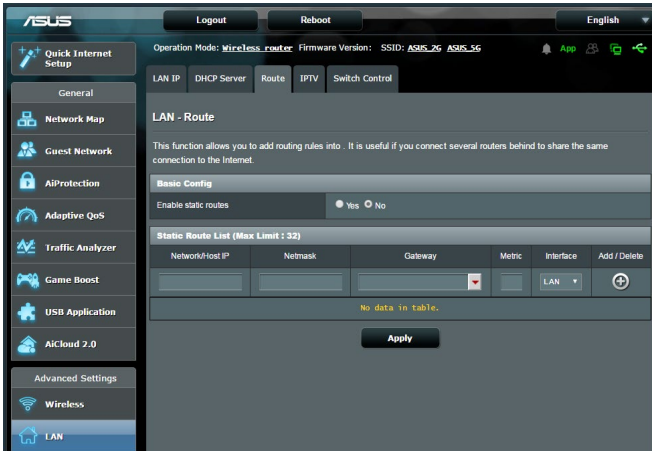 ASUS
Logout
Reboot
English
Quick Internet
Setup
Operation Mode: Wireless router Firmware Version: SSID: ASUS_2G ASUS_5G
App
LAN IP DHCP Server Route IPTV Switch Control
General
Network Map
Guest Network
AiProtection
Adaptive QoS
Traffic Analyzer
Game Boost
USB Application
AiCloud 2.0
Advanced Settings
Wireless
LAN
LAN - Route
This function allows you to add routing rules into . It is useful if you connect several routers behind to share the same
connection to the Internet.
Basic Config
Enable static routes Yes No
Static Route List (Max Limit : 32)
Network/Host IP Netmask Gateway Metric Interface Add / Delete
LAN
No data in table.
Apply